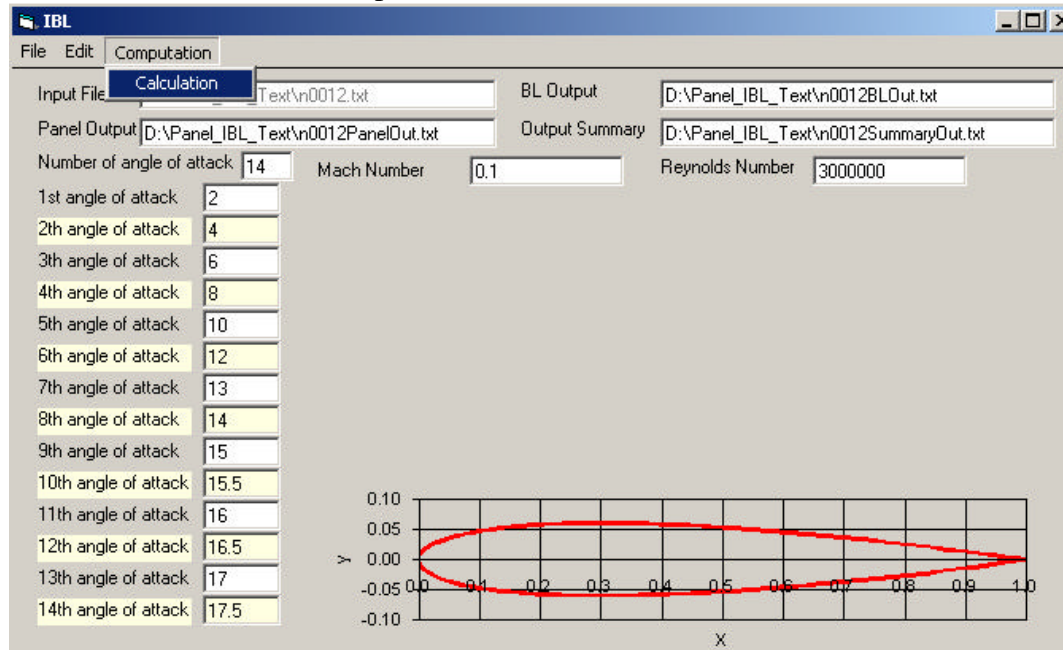 IBL
File Edit Computation
Calculation
Input File _Text\n0012.txt BL Output D:\Panel_IBL_Text\n0012BLOut.txt
Panel Output D:\Panel_IBL_Text\n0012PanelOut.txt Output Summary D:\Panel_IBL_Text\n0012SummaryOut.txt
Number of angle of attack 14 Mach Number 0.1 Reynolds Number 3000000
1st angle of attack 2
2th angle of attack 4
3th angle of attack 6
4th angle of attack 8
5th angle of attack 10
6th angle of attack 12
7th angle of attack 13
8th angle of attack 14
9th angle of attack 15
10th angle of attack 15.5
11th angle of attack 16
12th angle of attack 16.5
13th angle of attack 17
14th angle of attack 17.5
0.10
0.05
y 0.00
-0.05 0.0 0.1 0.2 0.3 0.4 0.5 0.6 0.7 0.8 0.9 1.0
-0.10
X